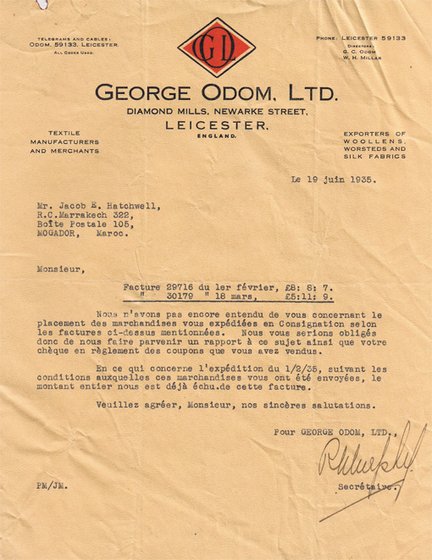 TELEGRAMS AND CABLES:
ODOM, 59133, LEICESTER.
ALL CODES USED.
GL
PHONE: LEICESTER 59133
DIRECTORS:
G. C. ODOM
W. H. MILLAR
GEORGE ODOM, LTD.
DIAMOND MILLS, NEWARKE STREET,
LEICESTER.
ENGLAND.
TEXTILE
MANUFACTURERS
AND MERCHANTS
EXPORTERS OF
WOOLLENS,
WORSTEDS AND
SILK FABRICS
Le 19 juin 1935.
Mr. Jacob E. Hatchwell,
R.C.Marrakech 322,
Boîte Postale 105,
MOGADOR, Maroc.
Monsieur,
Facture 29716 du 1er février, £8: 8: 7.
" 30179 " 18 mars, £5:11: 9.
Nous n'avons pas encore entendu de vous concernant le
placement des marchandises vous expédiées en Consignation selon
les factures ci-dessus mentionnées. Nous vous serions obligés
donc de nous faire parvenir un rapport à ce sujet ainsi que votre
chèque en règlement des coupons que vous avez vendus.
En ce qui concerne l'expédition du 1/2/35, suivant les
conditions auxquelles ces marchandises vous ont été envoyées, le
montant entier nous est déjà échu.de cette facture.
Veuillez agréer, Monsieur, nos sincères salutations.
Pour GEORGE ODOM, LTD.
Secrétaire.
PM/JM.